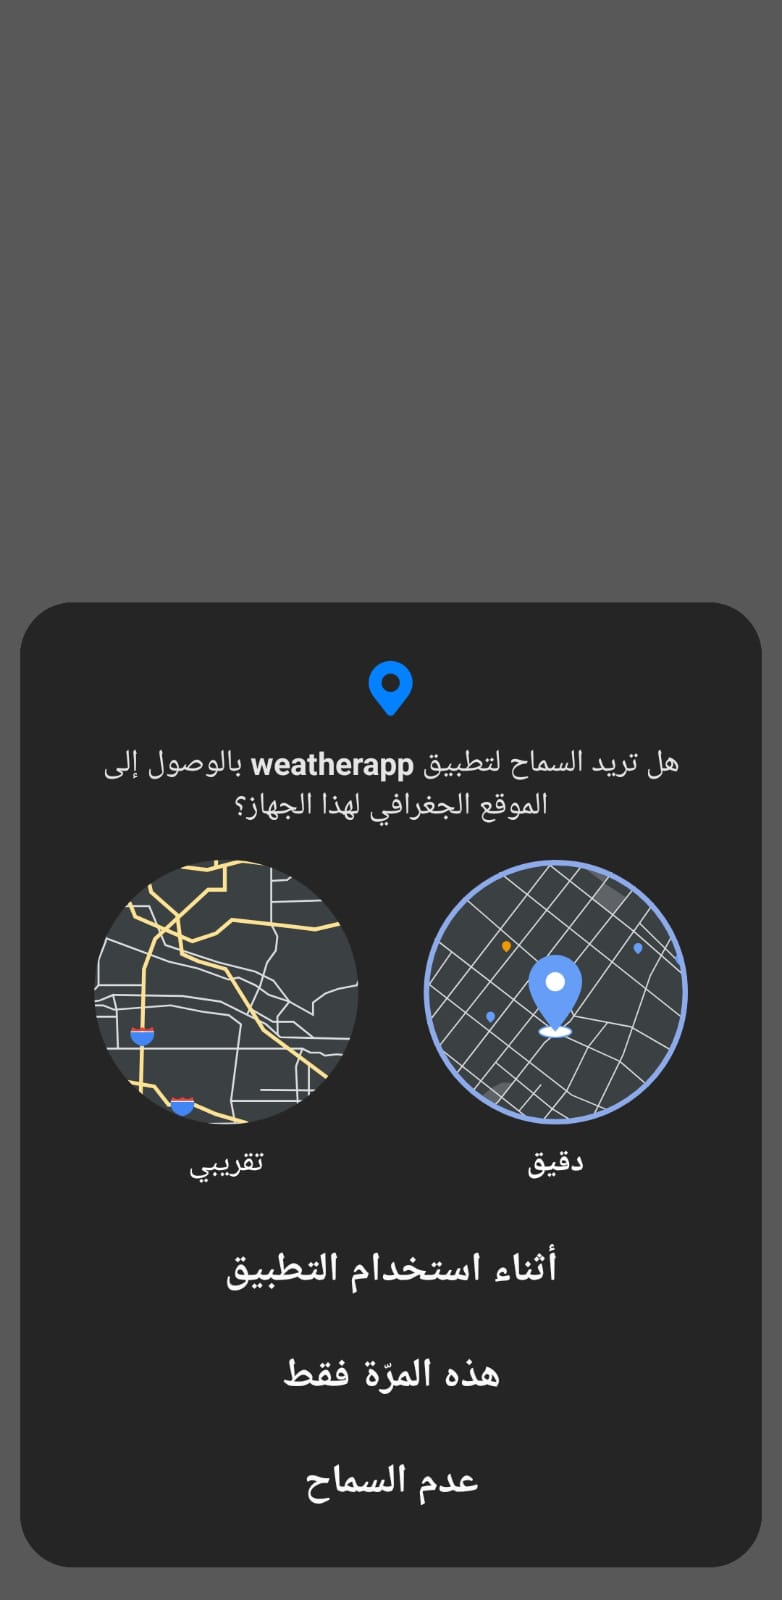 هل تريد السماح لتطبيق weatherapp بالوصول إلى
الموقع الجغرافي لهذا الجهاز؟
دقيق
تقريبي
أثناء استخدام التطبيق
هذه المرّة فقط
عدم السماح